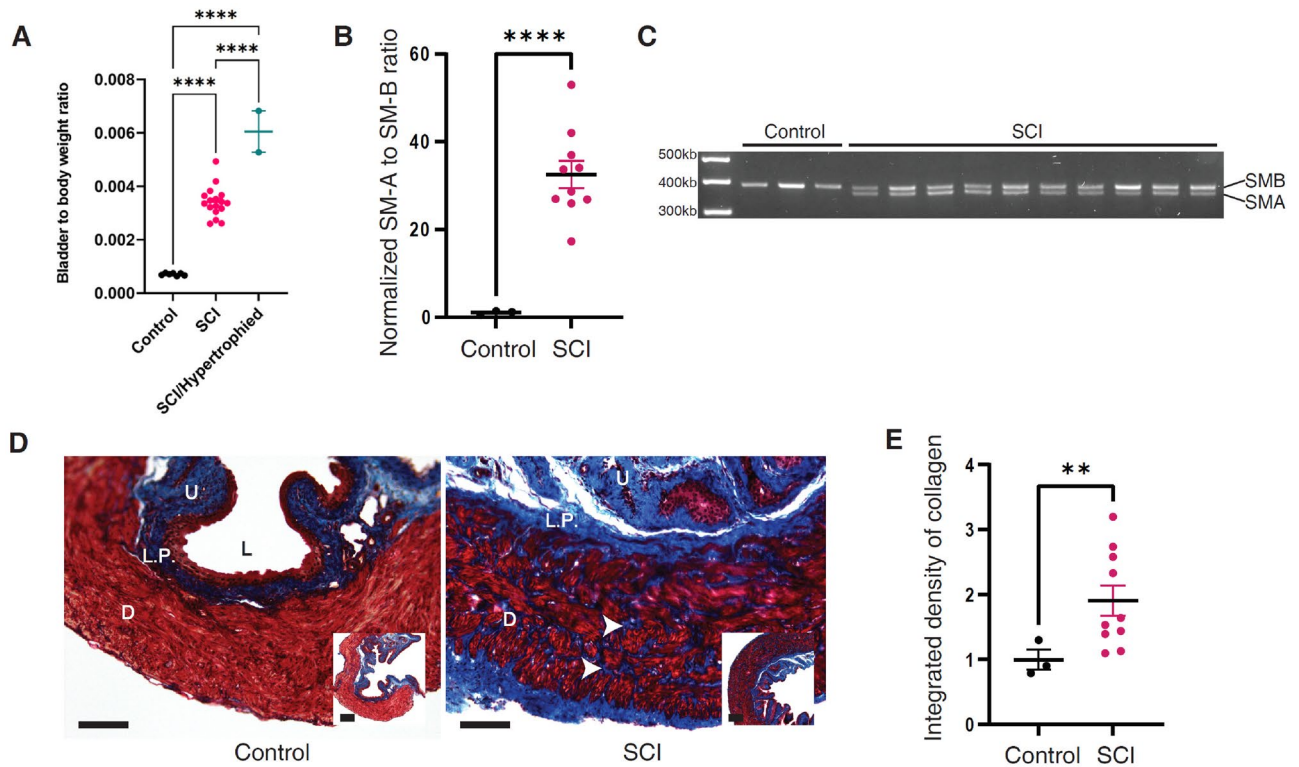 A
****
****
****
Bladder to body weight ratio
0.008
0.006
0.004
0.002
0.000
Control
SCI
SCI/Hypertrophied
B
****
Normalized SM-A to SM-B ratio
60
40
20
0
Control
SCI
C
Control
SCI
500kb
400kb
300kb
SMB
SMA
D
U
L.P.
L
D
Control
U
L.P.
D
SCI
E
**
Integrated density of collagen
4
3
2
1
0
Control
SCI